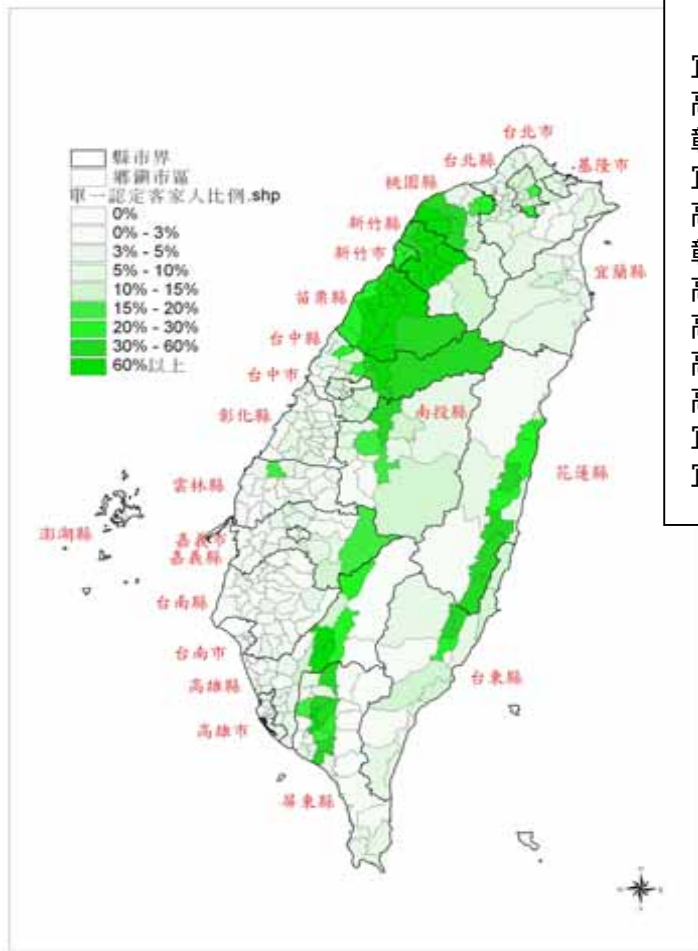 縣市界
鄉鎮市區
單一認定客家人比例.shp
0%
0% - 3%
3% - 5%
5% - 10%
10% - 15%
15% - 20%
20% - 30%
30% - 60%
60%以上
台北市
台北縣
基隆市
桃園縣
新竹縣
新竹市
宜蘭縣
苗栗縣
台中縣
台中市
南投縣
彰化縣
花蓮縣
雲林縣
澎湖縣
嘉義市
嘉義縣
台南縣
台南市
台東縣
高雄縣
高雄市
屏東縣